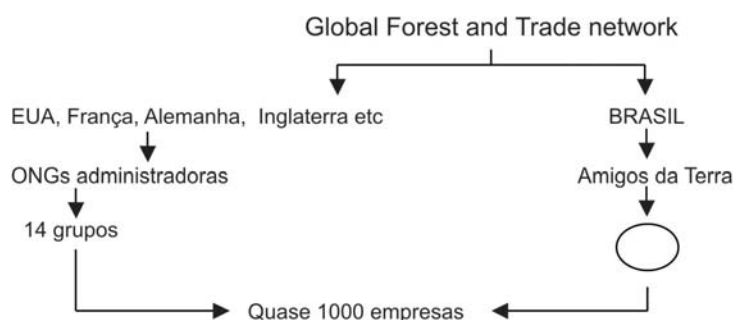 Global Forest and Trade network
EUA, França, Alemanha, Inglaterra etc
BRASIL
ONGs administradoras
Amigos da Terra
14 grupos
Quase 1000 empresas